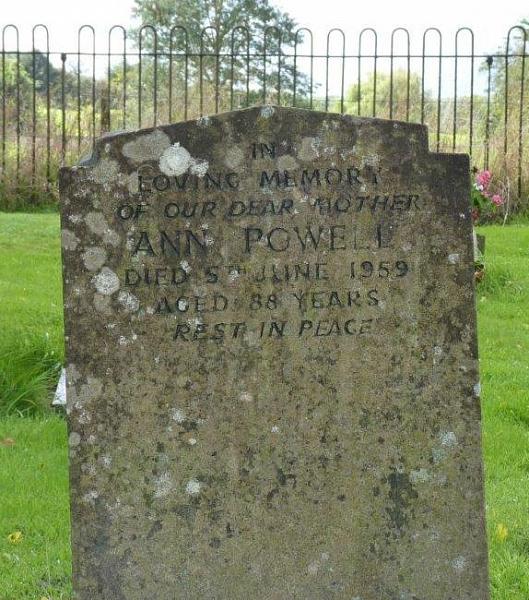 IN
LOVING MEMORY
OF OUR DEAR MOTHER
ANN POWELL
DIED 5TH JUNE 1959
AGED 88 YEARS
REST IN PEACE